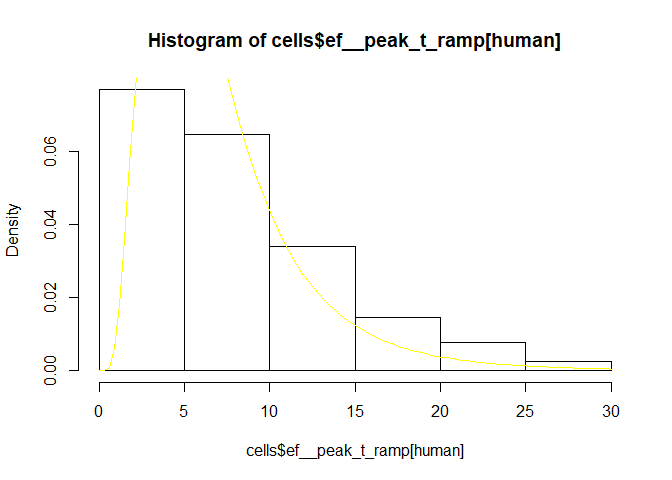 Histogram of cells$ef__peak_t_ramp[human]
Density
0.06
0.04
0.02
0.00
0 5 10 15 20 25 30
cells$ef__peak_t_ramp[human]